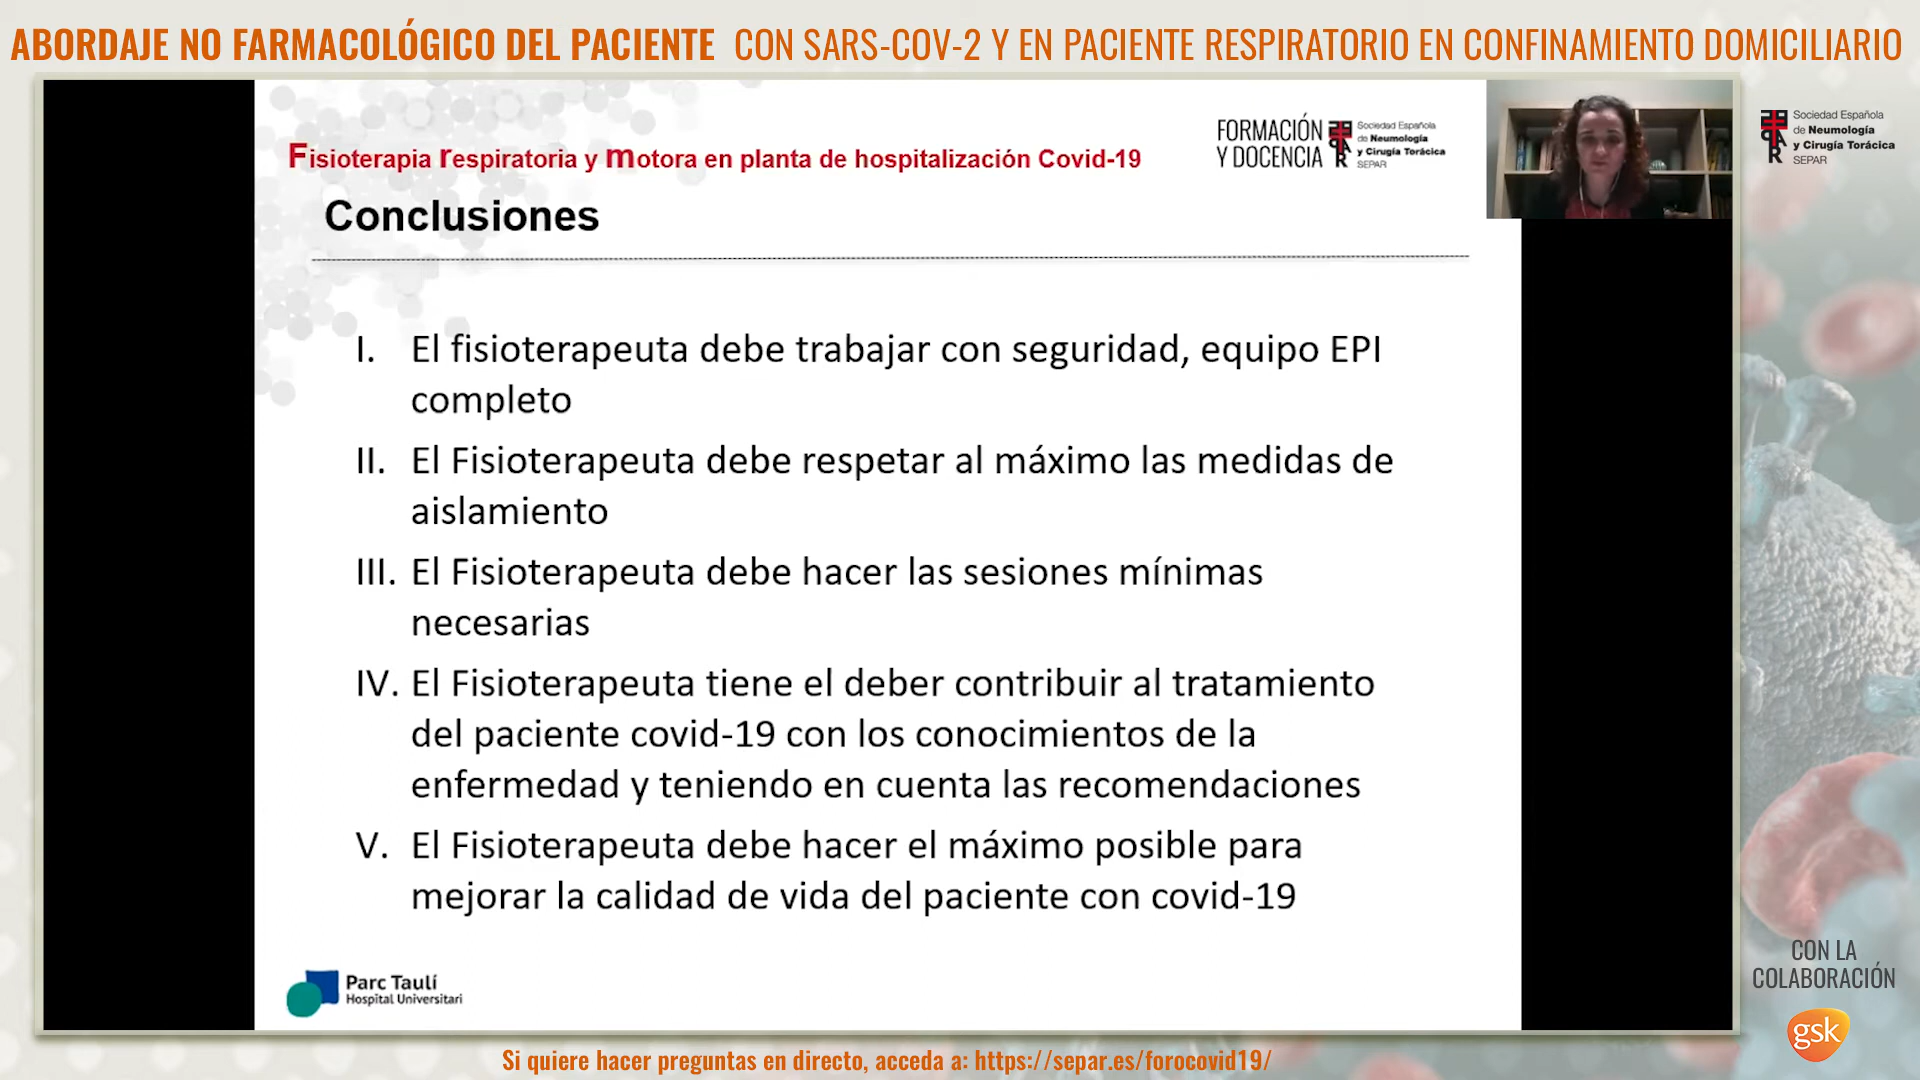 ABORDAJE NO FARMACOLÓGICO DEL PACIENTE CON SARS-COV-2 Y EN PACIENTE RESPIRATORIO EN CONFINAMIENTO DOMICILIARIO
Fisioterapia respiratoria y motora en planta de hospitalización Covid-19
FORMACIÓN
Y DOCENCIA
Sociedad Española
de Neumología
y Cirugía Torácica
SEPAR
Sociedad Española
de Neumología
y Cirugía Torácica
SEPAR
Conclusiones
I. El fisioterapeuta debe trabajar con seguridad, equipo EPI
completo
II. El Fisioterapeuta debe respetar al máximo las medidas de
aislamiento
III. El Fisioterapeuta debe hacer las sesiones mínimas
necesarias
IV. El Fisioterapeuta tiene el deber contribuir al tratamiento
del paciente covid-19 con los conocimientos de la
enfermedad y teniendo en cuenta las recomendaciones
V. El Fisioterapeuta debe hacer el máximo posible para
mejorar la calidad de vida del paciente con covid-19
Parc Taulí
Hospital Universitari
CON LA
COLABORACIÓN
gsk
Si quiere hacer preguntas en directo, acceda a: https://separ.es/forocovid19/